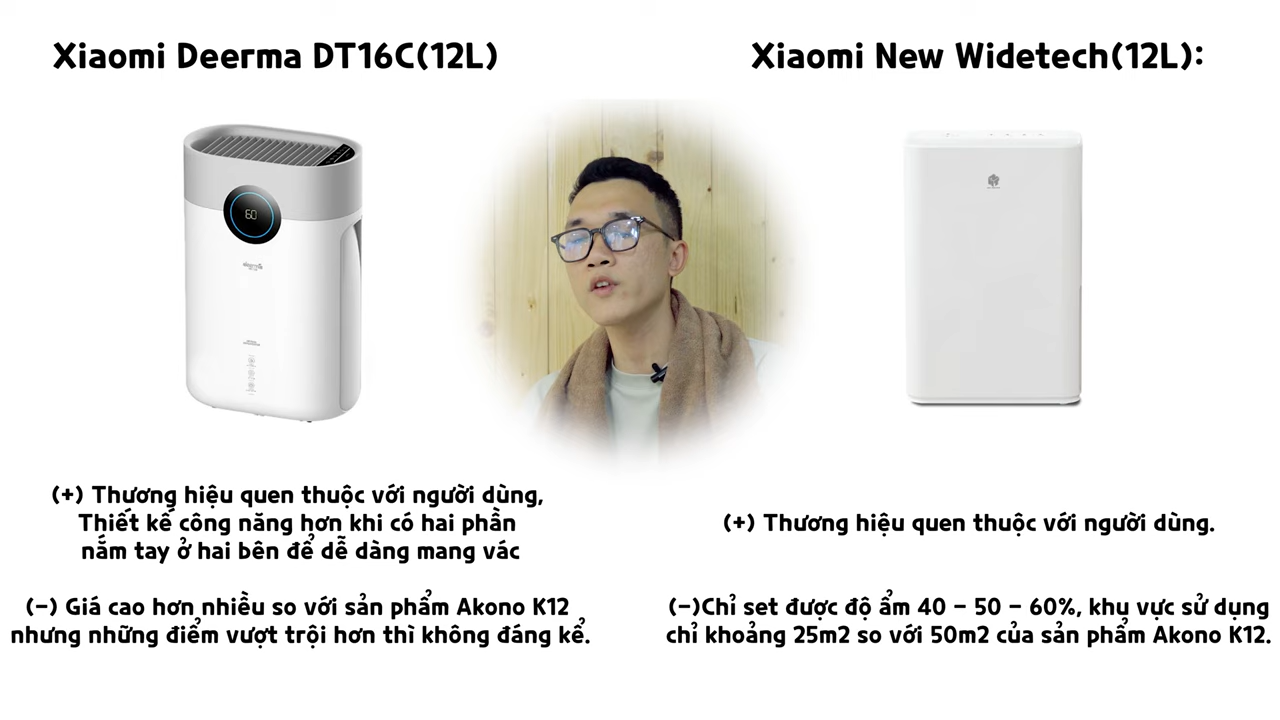 Xiaomi Deerma DT16C(12L)
Xiaomi New Widetech(12L):
60
(+) Thương hiệu quen thuộc với người dùng,
Thiết kế công năng hơn khi có hai phần
nắm tay ở hai bên để dễ dàng mang vác
(-) Giá cao hơn nhiều so với sản phẩm Akono K12
nhưng những điểm vượt trội hơn thì không đáng kể.
(+) Thương hiệu quen thuộc với người dùng.
(-)Chỉ set được độ ẩm 40 - 50 - 60%, khu vực sử dụng
chỉ khoảng 25m2 so với 50m2 của sản phẩm Akono K12.